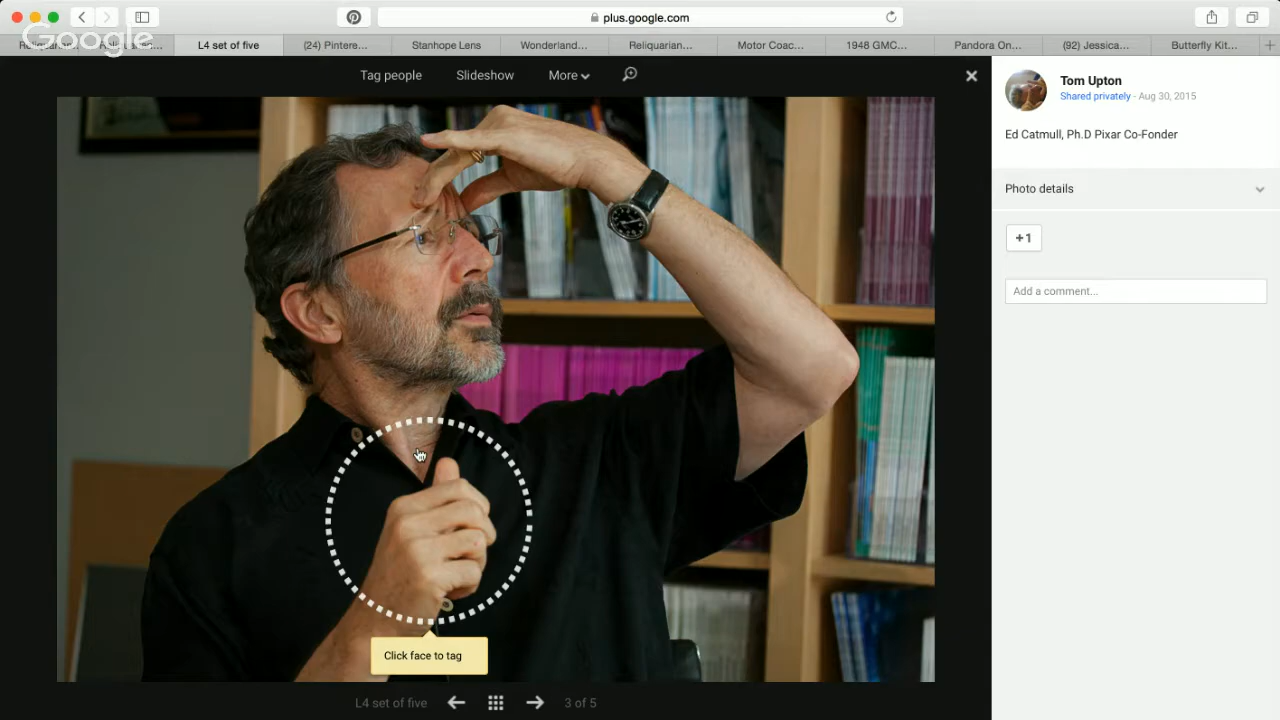 plus.google.com
Google
L4 set of five
(24) Pintere...
Stanhope Lens
Wonderland...
Reliquarian...
Motor Coac...
1948 GMC...
Pandora On...
(92) Jessica...
Butterfly Kit...
Tag people
Slideshow
More
Tom Upton
Shared privately - Aug 30, 2015
Ed Catmull, Ph.D Pixar Co-Fonder
Photo details
+1
Add a comment...
Click face to tag
L4 set of five
3 of 5